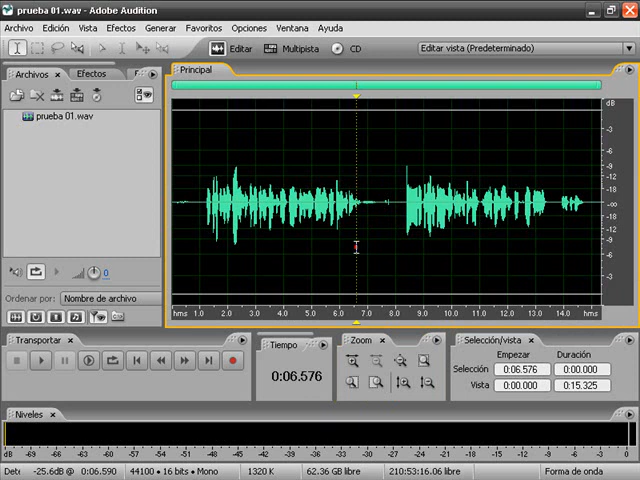 prueba 01.wav - Adobe Audition
Archivo Edición Vista Efectos Generar Favoritos Opciones Ventana Ayuda
Editar Multipista CD Editar vista (Predeterminado)
Archivos x Efectos F
Principal
prueba 01.wav
dB
-3
-6
-9
-12
-18
-∞
-18
-12
-9
-6
-3
0
Ordenar por: Nombre de archivo
hms 1.0 2.0 3.0 4.0 5.0 6.0 7.0 8.0 9.0 10.0 11.0 12.0 13.0 14.0 hms
Transportar x
Tiempo x
0:06.576
Zoom x
Selección/vista x
Empezar Duración
Selección 0:06.576 0:00.000
Vista 0:00.000 0:15.325
Niveles x
dB -69 -66 -63 -60 -57 -54 -51 -48 -45 -42 -39 -36 -33 -30 -27 -24 -21 -18 -15 -12 -9 -6 -3 0
Dete -25.6dB @ 0:06.590 44100 • 16 bits • Mono 1320 K 62.36 GB libre 210:53:16.06 libre Forma de onda